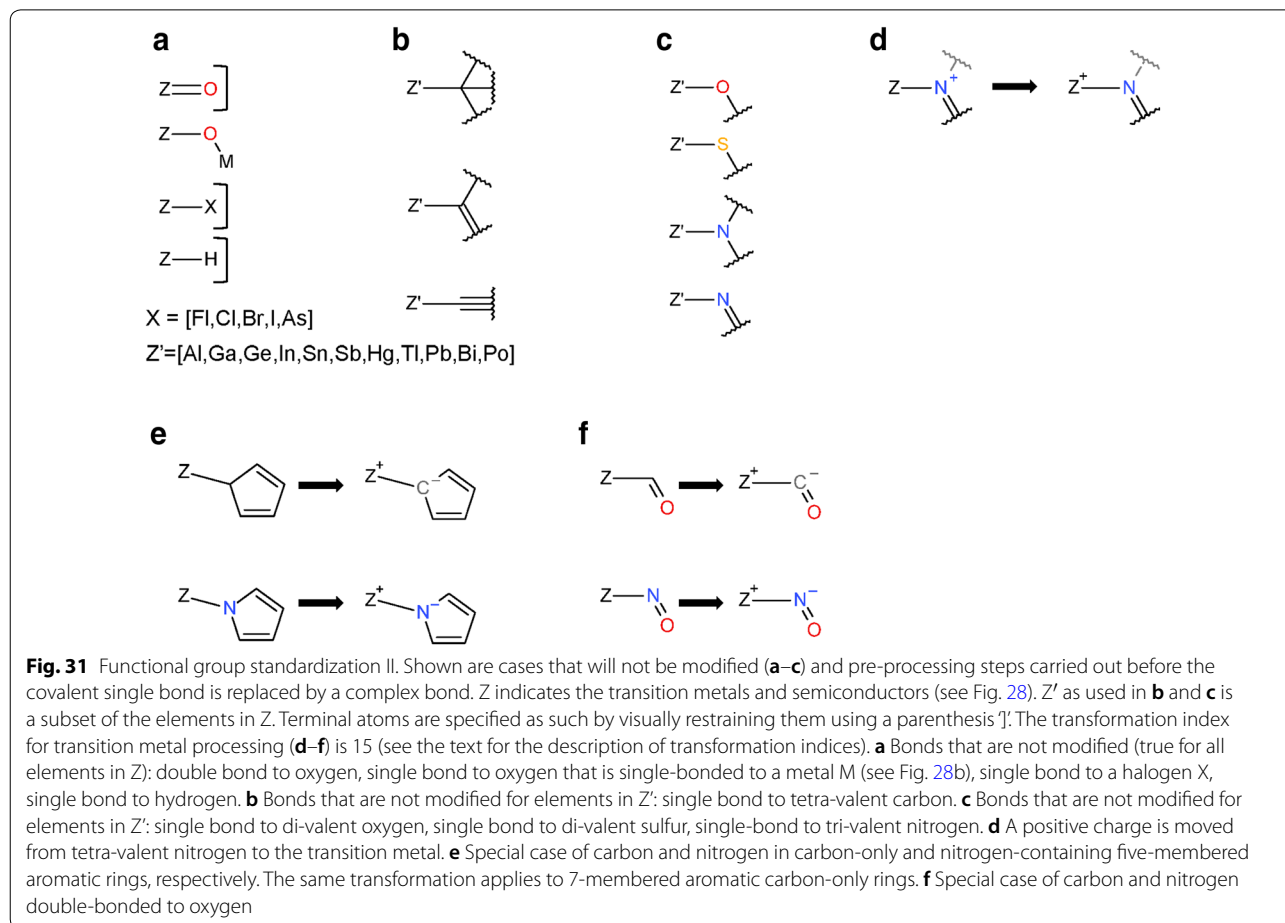 a
b
c
d
Z=O]
Z—O
M
Z—X]
Z—H]
X = [Fl,Cl,Br,I,As]
Z'=[Al,Ga,Ge,In,Sn,Sb,Hg,Tl,Pb,Bi,Po]
Z'
Z'
Z'
Z'—O
Z'—S
Z'—N
Z'—N
Z—N+
Z+—N
e
f
Z
Z+
C−
Z
O
Z+—C−
O
Z
N
Z+
N−
Z—N
O
Z+—N−
O
Fig. 31 Functional group standardization II. Shown are cases that will not be modified (a–c) and pre-processing steps carried out before the
covalent single bond is replaced by a complex bond. Z indicates the transition metals and semiconductors (see Fig. 28). Z′ as used in b and c is
a subset of the elements in Z. Terminal atoms are specified as such by visually restraining them using a parenthesis ']'. The transformation index
for transition metal processing (d–f) is 15 (see the text for the description of transformation indices). a Bonds that are not modified (true for all
elements in Z): double bond to oxygen, single bond to oxygen that is single-bonded to a metal M (see Fig. 28b), single bond to a halogen X,
single bond to hydrogen. b Bonds that are not modified for elements in Z′: single bond to tetra-valent carbon. c Bonds that are not modified for
elements in Z′: single bond to di-valent oxygen, single bond to di-valent sulfur, single-bond to tri-valent nitrogen. d A positive charge is moved
from tetra-valent nitrogen to the transition metal. e Special case of carbon and nitrogen in carbon-only and nitrogen-containing five-membered
aromatic rings, respectively. The same transformation applies to 7-membered aromatic carbon-only rings. f Special case of carbon and nitrogen
double-bonded to oxygen